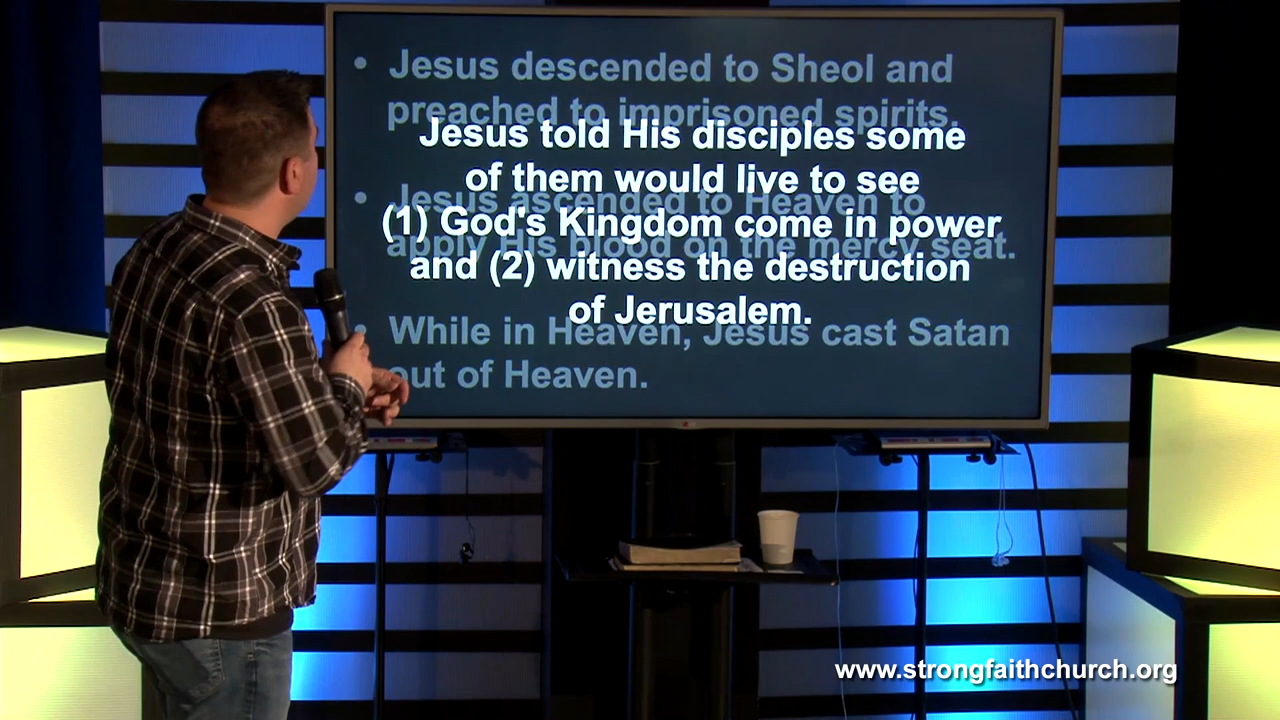 • Jesus descended to Sheol and
preached to imprisoned spirits.
Jesus told His disciples some
of them would live to see
• Jesus ascended to Heaven to
(1) God's Kingdom come in power
apply His blood on the mercy seat.
and (2) witness the destruction
of Jerusalem.
• While in Heaven, Jesus cast Satan
out of Heaven.
www.strongfaithchurch.org